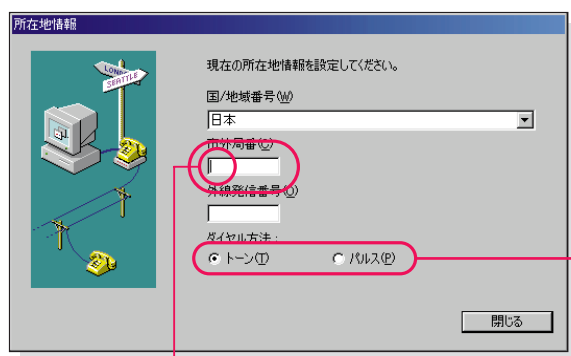 所在地情報
LONDON
SEATTLE
現在の所在地情報を設定してください。
国/地域番号(W)
日本
市外局番(C)
外線発信番号(O)
ダイヤル方法:
トーン(T)
パルス(P)
閉じる